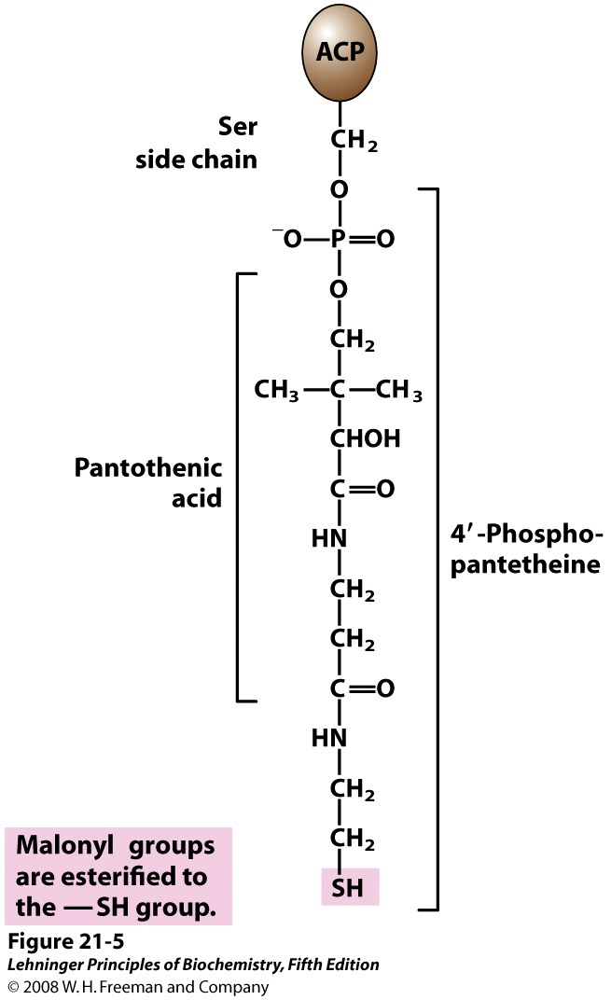 ACP
Ser
side chain
CH2
O
⁻O—P=O
O
CH2
CH3—C—CH3
CHOH
Pantothenic
acid
C=O
HN
4′-Phospho-
pantetheine
CH2
CH2
C=O
HN
CH2
CH2
SH
Malonyl groups
are esterified to
the —SH group.
Figure 21-5
Lehninger Principles of Biochemistry, Fifth Edition
© 2008 W. H. Freeman and Company